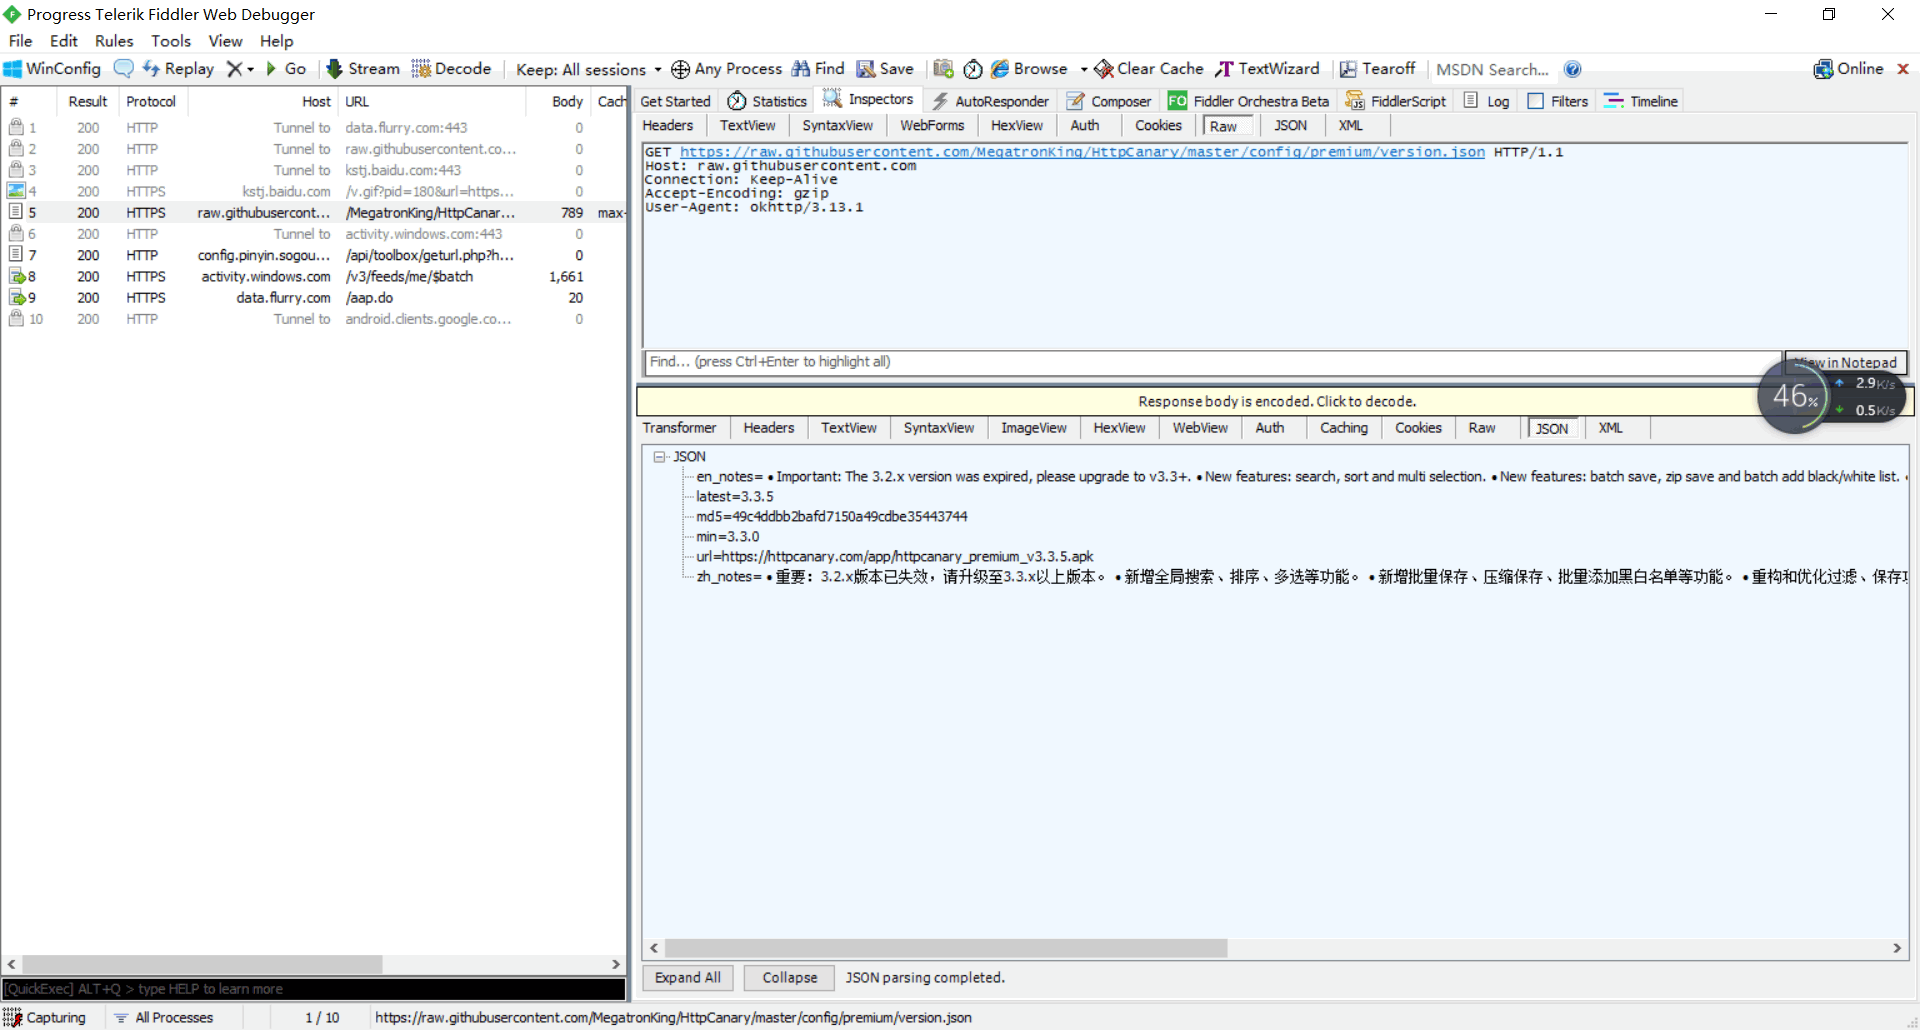 Progress Telerik Fiddler Web Debugger
File Edit Rules Tools View Help
WinConfig Replay Go Stream Decode Keep: All sessions Any Process Find Save Browse Clear Cache TextWizard Tearoff MSDN Search... Online
# Result Protocol Host URL Body Cach
1 200 HTTP Tunnel to data.flurry.com:443 0
2 200 HTTP Tunnel to raw.githubusercontent.co... 0
3 200 HTTP Tunnel to kstj.baidu.com:443 0
4 200 HTTPS kstj.baidu.com /v.gif?pid=180&url=https... 0
5 200 HTTPS raw.githubusercont... /MegatronKing/HttpCanar... 789 max-
6 200 HTTP Tunnel to activity.windows.com:443 0
7 200 HTTP config.pinyin.sogou... /api/toolbox/geturl.php?h... 0
8 200 HTTPS activity.windows.com /v3/feeds/me/$batch 1,661
9 200 HTTPS data.flurry.com /aap.do 20
10 200 HTTP Tunnel to android.clients.google.co... 0
[QuickExec] ALT+Q > type HELP to learn more
Get Started Statistics Inspectors AutoResponder Composer FO Fiddler Orchestra Beta FiddlerScript Log Filters Timeline
Headers TextView SyntaxView WebForms HexView Auth Cookies Raw JSON XML
GET https://raw.githubusercontent.com/MegatronKing/HttpCanary/master/config/premium/version.json HTTP/1.1
Host: raw.githubusercontent.com
Connection: Keep-Alive
Accept-Encoding: gzip
User-Agent: okhttp/3.13.1
Find... (press Ctrl+Enter to highlight all)
View in Notepad
46% 2.9K/s
0.5K/s
Response body is encoded. Click to decode.
Transformer Headers TextView SyntaxView ImageView HexView WebView Auth Caching Cookies Raw JSON XML
JSON
en_notes= • Important: The 3.2.x version was expired, please upgrade to v3.3+. • New features: search, sort and multi selection. • New features: batch save, zip save and batch add black/white list. •
latest=3.3.5
md5=49c4ddbb2bafd7150a49cdbe35443744
min=3.3.0
url=https://httpcanary.com/app/httpcanary_premium_v3.3.5.apk
zh_notes= • 重要：3.2.x版本已失效，请升级至3.3.x以上版本。 • 新增全局搜索、排序、多选等功能。 • 新增批量保存、压缩保存、批量添加黑白名单等功能。 • 重构和优化过滤、保存
Expand All Collapse JSON parsing completed.
Capturing All Processes 1 / 10 https://raw.githubusercontent.com/MegatronKing/HttpCanary/master/config/premium/version.json